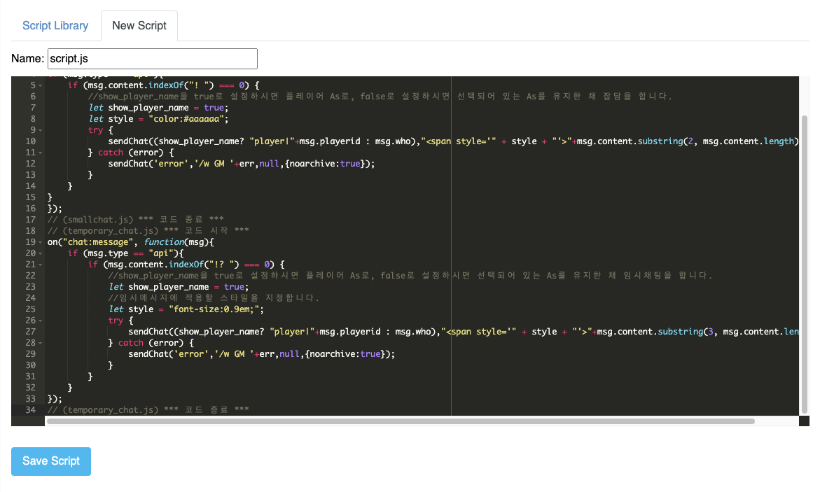 Script Library New Script
Name: script.js
5 if (msg.content.indexOf("! ") === 0) {
6 //show_player_name을 true로 설정하시면 플레이어 As로, false로 설정하시면 선택되어 있는 As를 유지한 채 잡담을 합니다.
7 let show_player_name = true;
8 let style = "color:#aaaaaa";
9 try {
10 sendChat((show_player_name? "player|"+msg.playerid : msg.who),"<span style='" + style + "'>"+msg.content.substring(2, msg.content.length)
11 } catch (error) {
12 sendChat('error','/w GM '+err,null,{noarchive:true});
13 }
14 }
15 }
16 });
17 // (smallchat.js) *** 코드 종료 ***
18 // (temporary_chat.js) *** 코드 시작 ***
19 on("chat:message", function(msg){
20 if (msg.type == "api"){
21 if (msg.content.indexOf("!? ") === 0) {
22 //show_player_name을 true로 설정하시면 플레이어 As로, false로 설정하시면 선택되어 있는 As를 유지한 채 임시채팅을 합니다.
23 let show_player_name = true;
24 //임시메시지에 적용할 스타일을 지정합니다.
25 let style = "font-size:0.9em;";
26 try {
27 sendChat((show_player_name? "player|"+msg.playerid : msg.who),"<span style='" + style + "'>"+msg.content.substring(3, msg.content.len
28 } catch (error) {
29 sendChat('error','/w GM '+err,null,{noarchive:true});
30 }
31 }
32 }
33 });
34 // (temporary_chat.js) *** 코드 종료 ***
Save Script